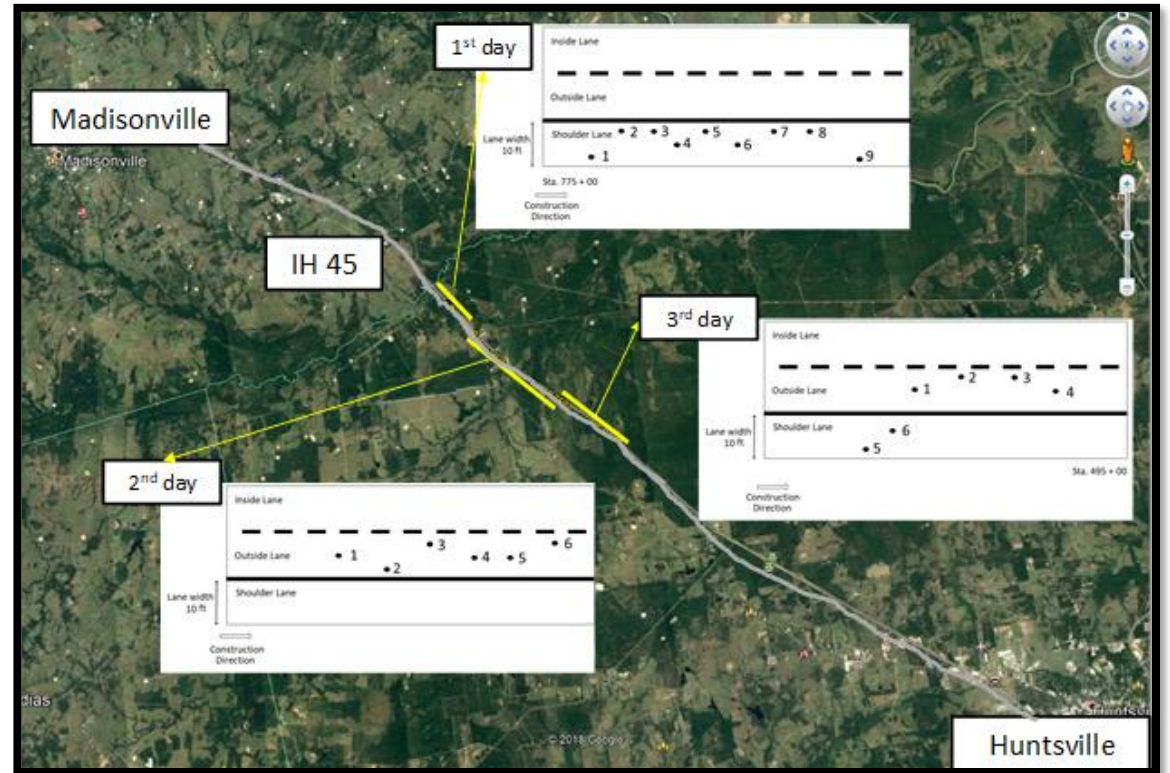 1st day
Inside Lane
Outside Lane
Lane width
10 ft
Shoulder Lane
2
3
5
7
8
4
6
1
9
Sta. 775 + 00
Construction
Direction
Madisonville
Madisonville
IH 45
3rd day
Inside Lane
2
3
Outside Lane
1
4
Lane width
10 ft
Shoulder Lane
6
5
Sta. 495 + 00
Construction
Direction
2nd day
Inside Lane
3
6
Outside Lane
1
4
5
2
Lane width
10 ft
Shoulder Lane
Construction
Direction
dias
© 2018 Google
Huntsville